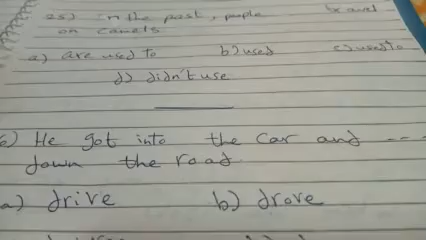 25) In the past, people travel
on camels.
a) are used to b) used c) used to
d) didn't use
6) He got into the car and ---
down the road
a) drive b) drove